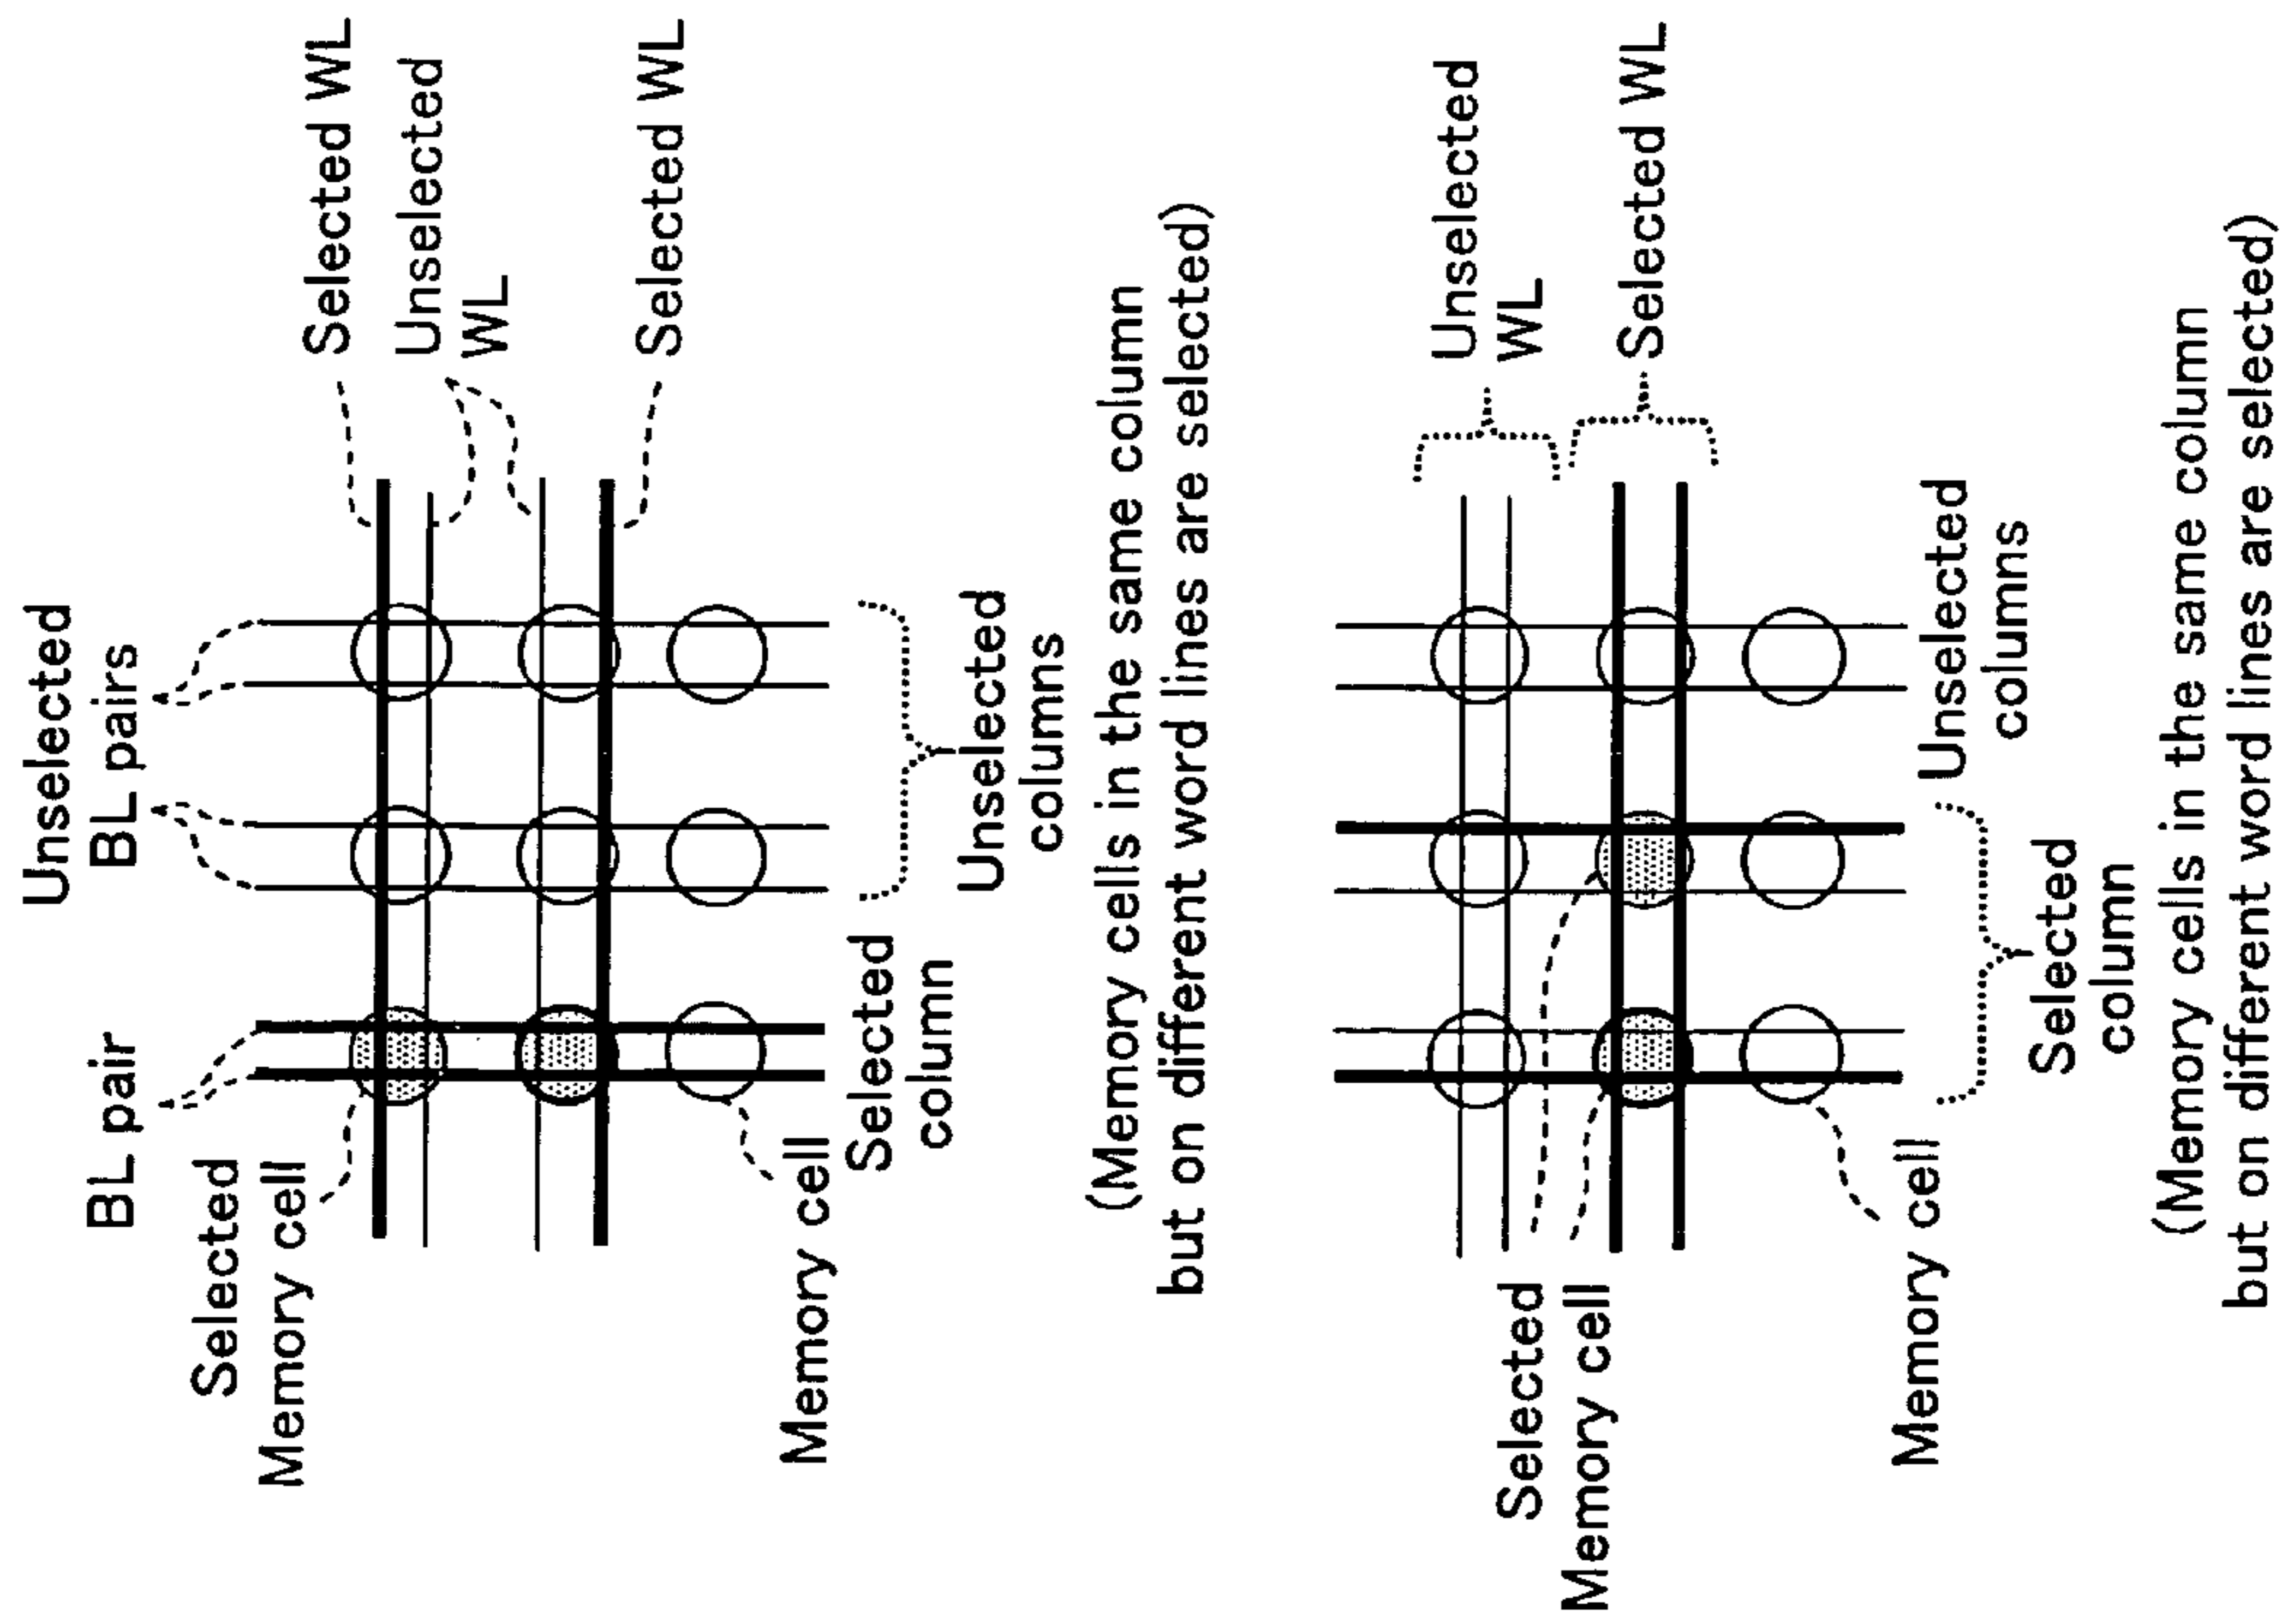 Unselected
BL pairs
BL pair
Selected
Memory cell
Selected WL
Unselected
WL
Selected WL
Memory cell
Selected
column
Unselected
columns
(Memory cells in the same column
but on different word lines are selected)
Unselected
WL
Selected WL
Selected
Memory cell
Memory cell
Unselected
columns
Selected
column
(Memory cells in the same column
but on different word lines are selected)